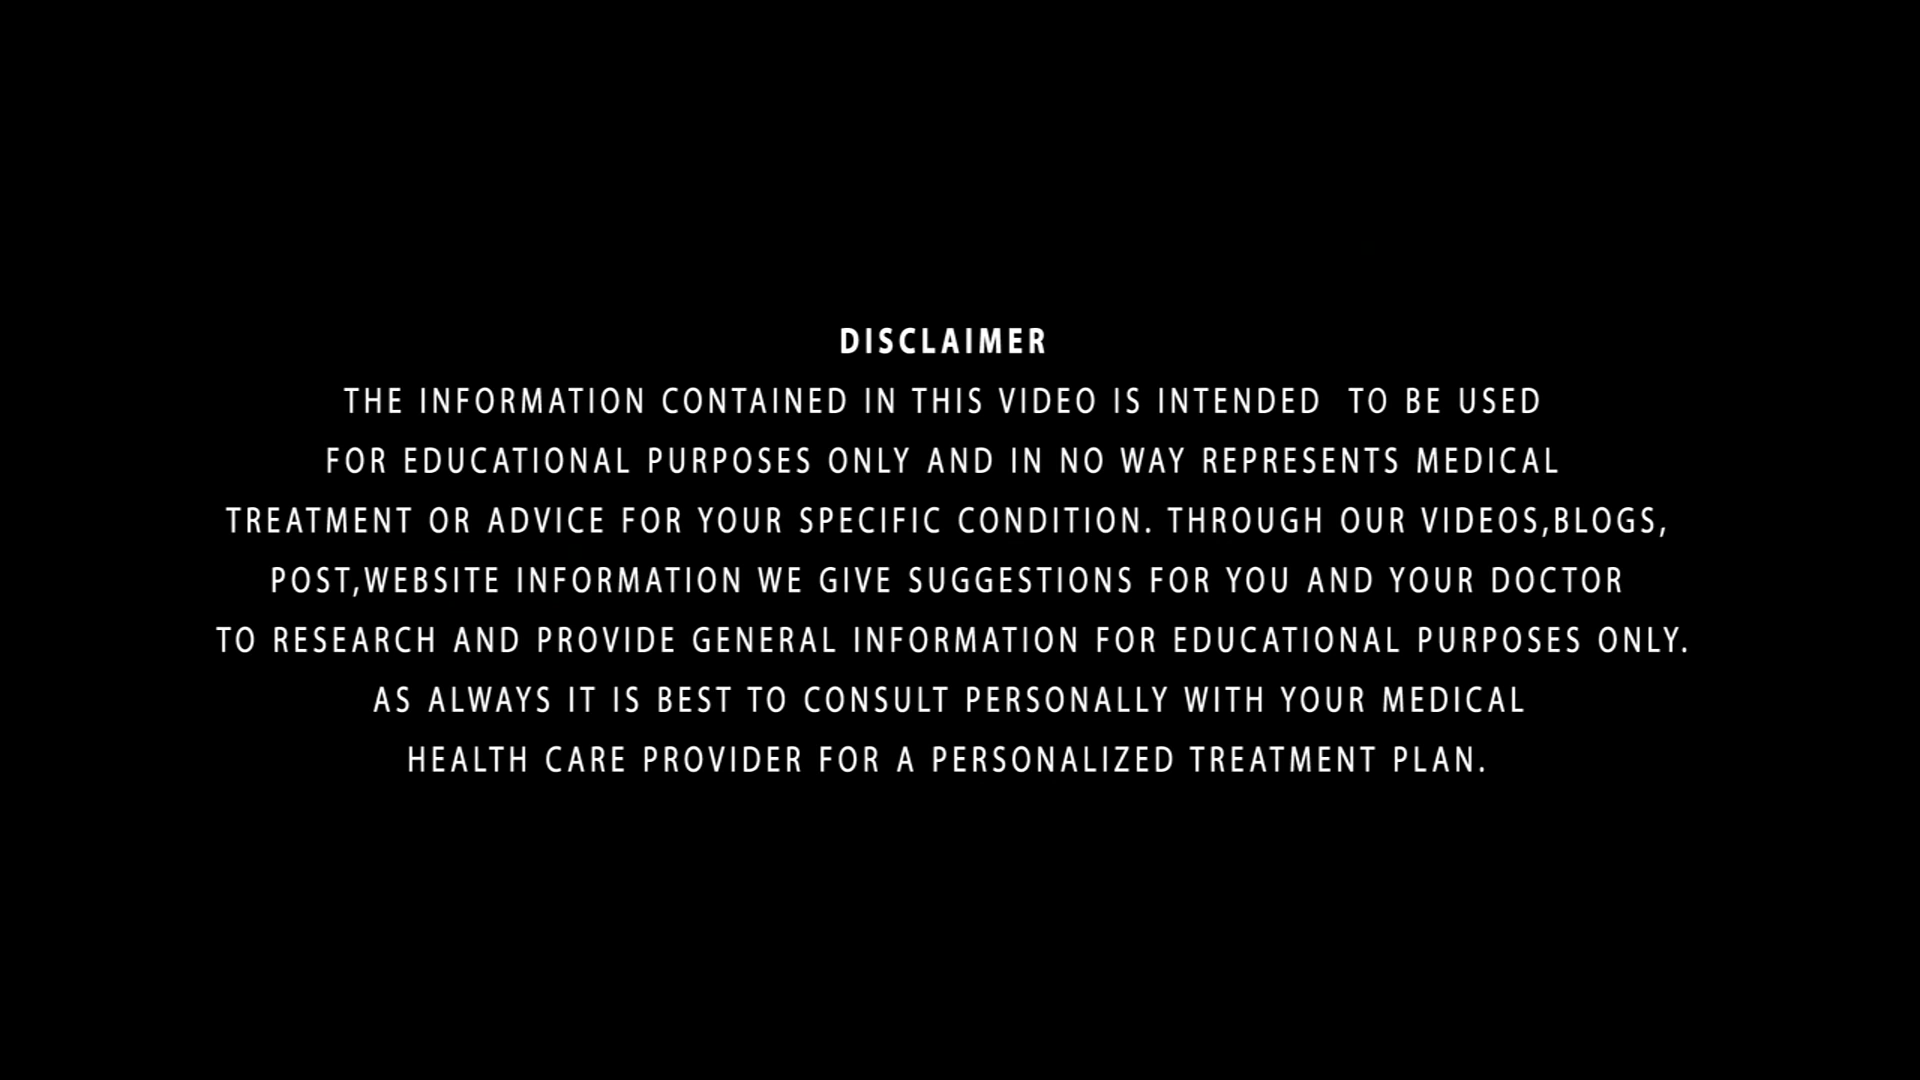 DISCLAIMER
THE INFORMATION CONTAINED IN THIS VIDEO IS INTENDED  TO BE USED
FOR EDUCATIONAL PURPOSES ONLY AND IN NO WAY REPRESENTS MEDICAL
TREATMENT OR ADVICE FOR YOUR SPECIFIC CONDITION. THROUGH OUR VIDEOS,BLOGS,
POST,WEBSITE INFORMATION WE GIVE SUGGESTIONS FOR YOU AND YOUR DOCTOR
TO RESEARCH AND PROVIDE GENERAL INFORMATION FOR EDUCATIONAL PURPOSES ONLY.
AS ALWAYS IT IS BEST TO CONSULT PERSONALLY WITH YOUR MEDICAL
HEALTH CARE PROVIDER FOR A PERSONALIZED TREATMENT PLAN.